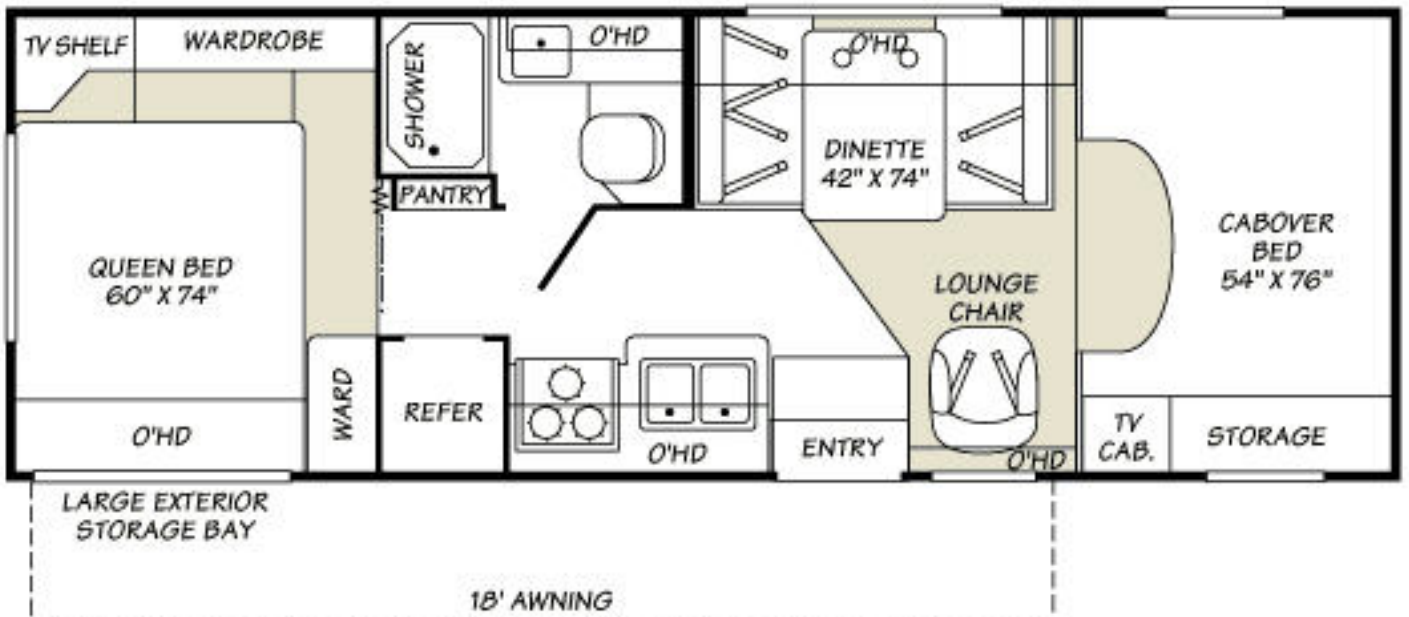 TV SHELF
WARDROBE
SHOWER
O'HD
O'HD
PANTRY
DINETTE
42" X 74"
CABOVER
BED
54" X 76"
QUEEN BED
60" X 74"
LOUNGE
CHAIR
WARD
REFER
O'HD
O'HD
ENTRY
O'HD
TV
CAB.
STORAGE
LARGE EXTERIOR
STORAGE BAY
18' AWNING